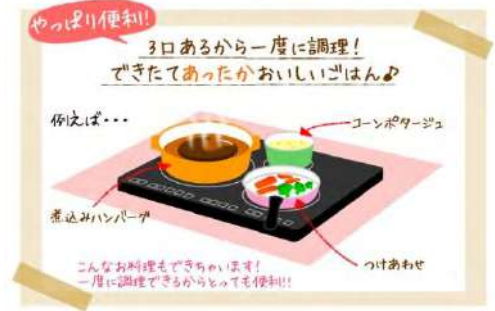 やっぱり便利!
3口あるから一度に調理!
できたてあったかおいしいごはん♪
例えば・・・
コーンポタージュ
煮込みハンバーグ
つけあわせ
こんなお料理もできちゃいます!
一度に調理できるからとっても便利!!